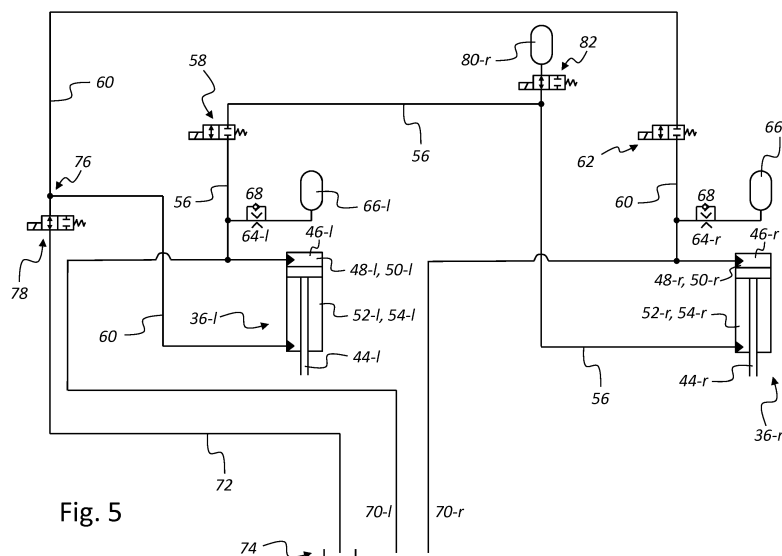 80-r
82
58
60
56
62
66
76
56
68
66-l
60
68
64-l
46-l
64-r
46-r
78
48-l, 50-l
48-r, 50-r
60
36-l
52-l, 54-l
52-r, 54-r
44-l
56
44-r
36-r
72
Fig. 5
70-l
70-r
74